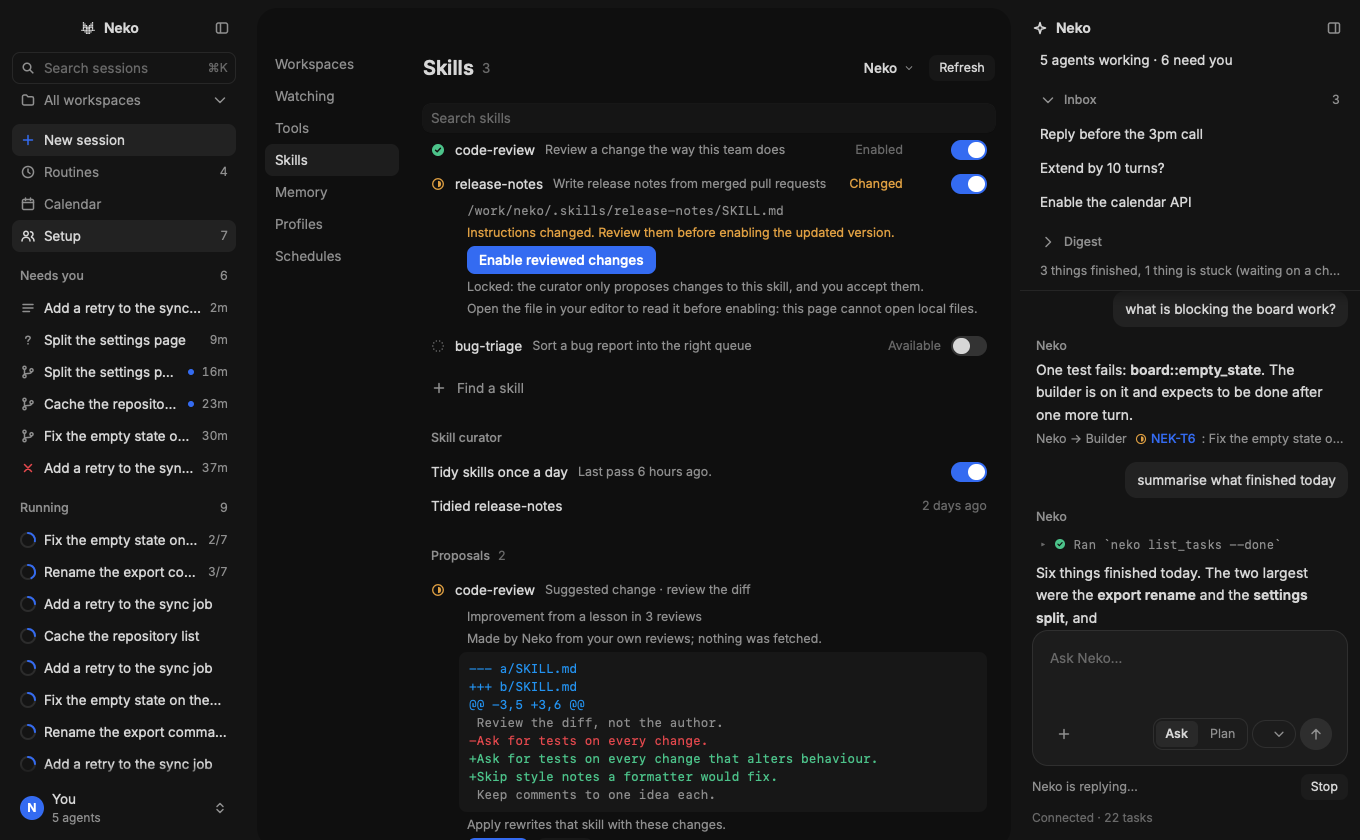 Neko
Search sessions ⌘K
All workspaces
New session
Routines 4
Calendar
Setup 7
Needs you 6
Add a retry to the sync... 2m
? Split the settings page 9m
Split the settings p... 16m
Cache the reposito... 23m
Fix the empty state o... 30m
Add a retry to the syn... 37m
Running 9
Fix the empty state on... 2/7
Rename the export co... 3/7
Add a retry to the sync job
Cache the repository list
Add a retry to the sync job
Fix the empty state on the...
Rename the export comma...
Add a retry to the sync job
N You
5 agents
Workspaces
Watching
Tools
Skills
Memory
Profiles
Schedules
Skills 3
Neko Refresh
Search skills
code-review Review a change the way this team does Enabled
release-notes Write release notes from merged pull requests Changed
/work/neko/.skills/release-notes/SKILL.md
Instructions changed. Review them before enabling the updated version.
Enable reviewed changes
Locked: the curator only proposes changes to this skill, and you accept them.
Open the file in your editor to read it before enabling: this page cannot open local files.
bug-triage Sort a bug report into the right queue Available
+ Find a skill
Skill curator
Tidy skills once a day Last pass 6 hours ago.
Tidied release-notes 2 days ago
Proposals 2
code-review Suggested change · review the diff
Improvement from a lesson in 3 reviews
Made by Neko from your own reviews; nothing was fetched.
--- a/SKILL.md
+++ b/SKILL.md
@@ -3,5 +3,6 @@
Review the diff, not the author.
-Ask for tests on every change.
+Ask for tests on every change that alters behaviour.
+Skip style notes a formatter would fix.
Keep comments to one idea each.
Apply rewrites that skill with these changes.
Neko
5 agents working · 6 need you
Inbox 3
Reply before the 3pm call
Extend by 10 turns?
Enable the calendar API
Digest
3 things finished, 1 thing is stuck (waiting on a ch...
what is blocking the board work?
Neko
One test fails: board::empty_state. The
builder is on it and expects to be done after
one more turn.
Neko → Builder NEK-T6 : Fix the empty state o...
summarise what finished today
Neko
Ran `neko list_tasks --done`
Six things finished today. The two largest
were the export rename and the settings
split, and
Ask Neko...
Ask Plan
Neko is replying... Stop
Connected · 22 tasks